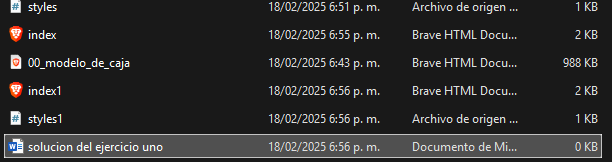 styles 18/02/2025 6:51 p. m. Archivo de origen ... 1 KB
index 18/02/2025 6:55 p. m. Brave HTML Docu... 2 KB
00_modelo_de_caja 18/02/2025 6:43 p. m. Brave HTML Docu... 988 KB
index1 18/02/2025 6:56 p. m. Brave HTML Docu... 2 KB
styles1 18/02/2025 6:56 p. m. Archivo de origen ... 1 KB
solucion del ejercicio uno 18/02/2025 6:56 p. m. Documento de Mi... 0 KB